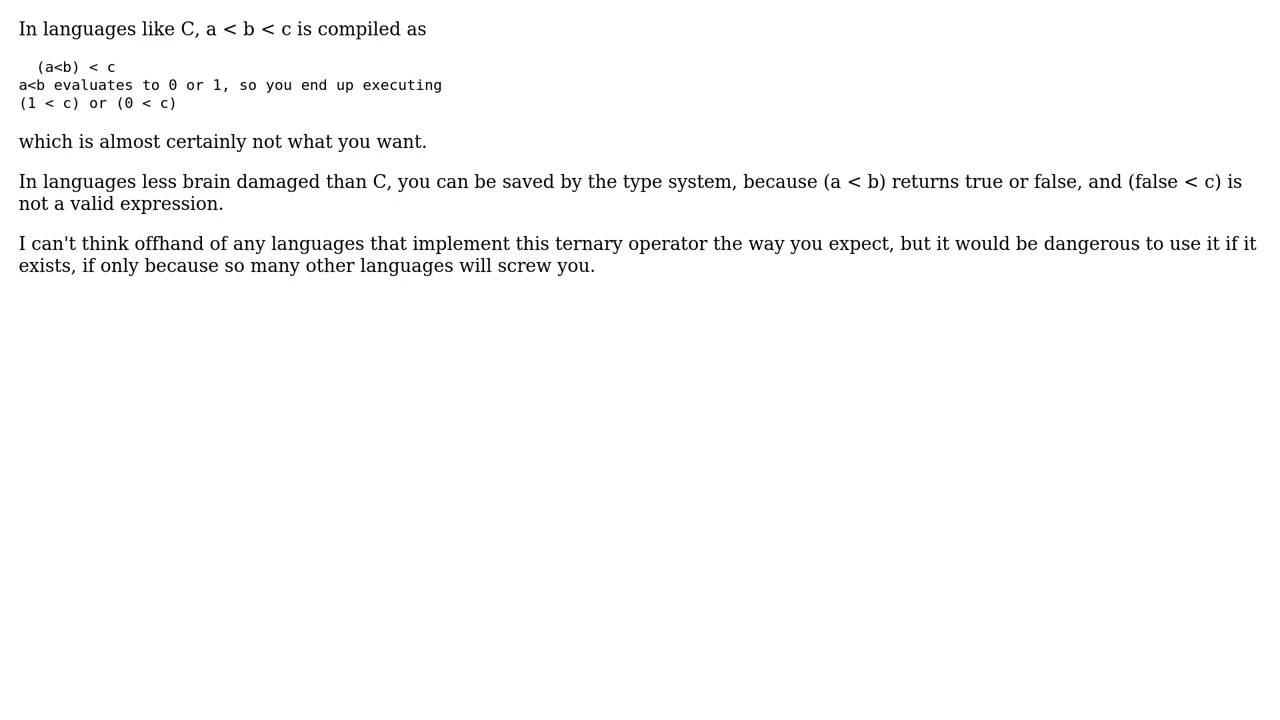 In languages like C, a < b < c is compiled as
(a<b) < c
a<b evaluates to 0 or 1, so you end up executing
(1 < c) or (0 < c)
which is almost certainly not what you want.
In languages less brain damaged than C, you can be saved by the type system, because (a < b) returns true or false, and (false < c) is
not a valid expression.
I can't think offhand of any languages that implement this ternary operator the way you expect, but it would be dangerous to use it if it
exists, if only because so many other languages will screw you.